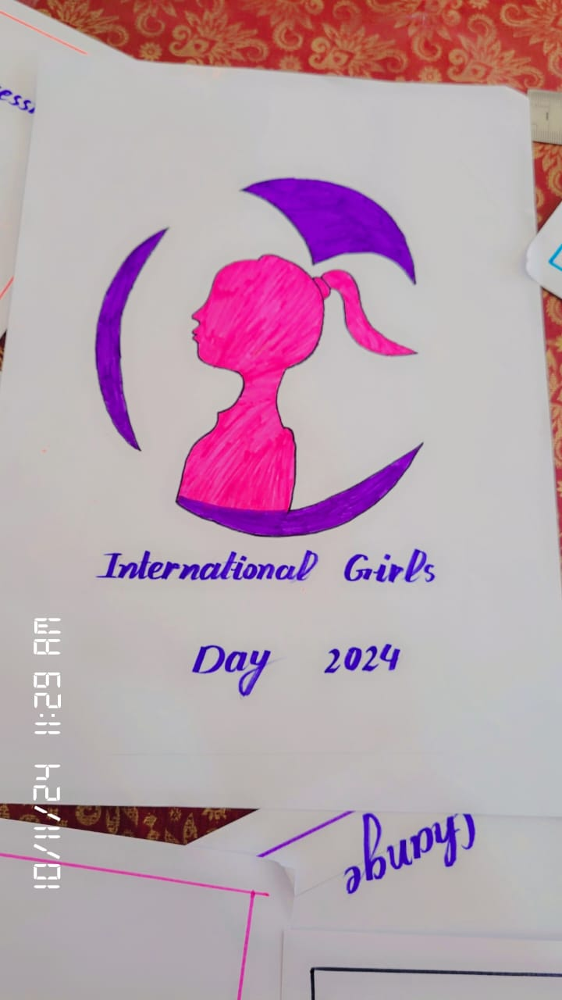 International Girls
Day 2024
Change
10/11/24 11:29 AM